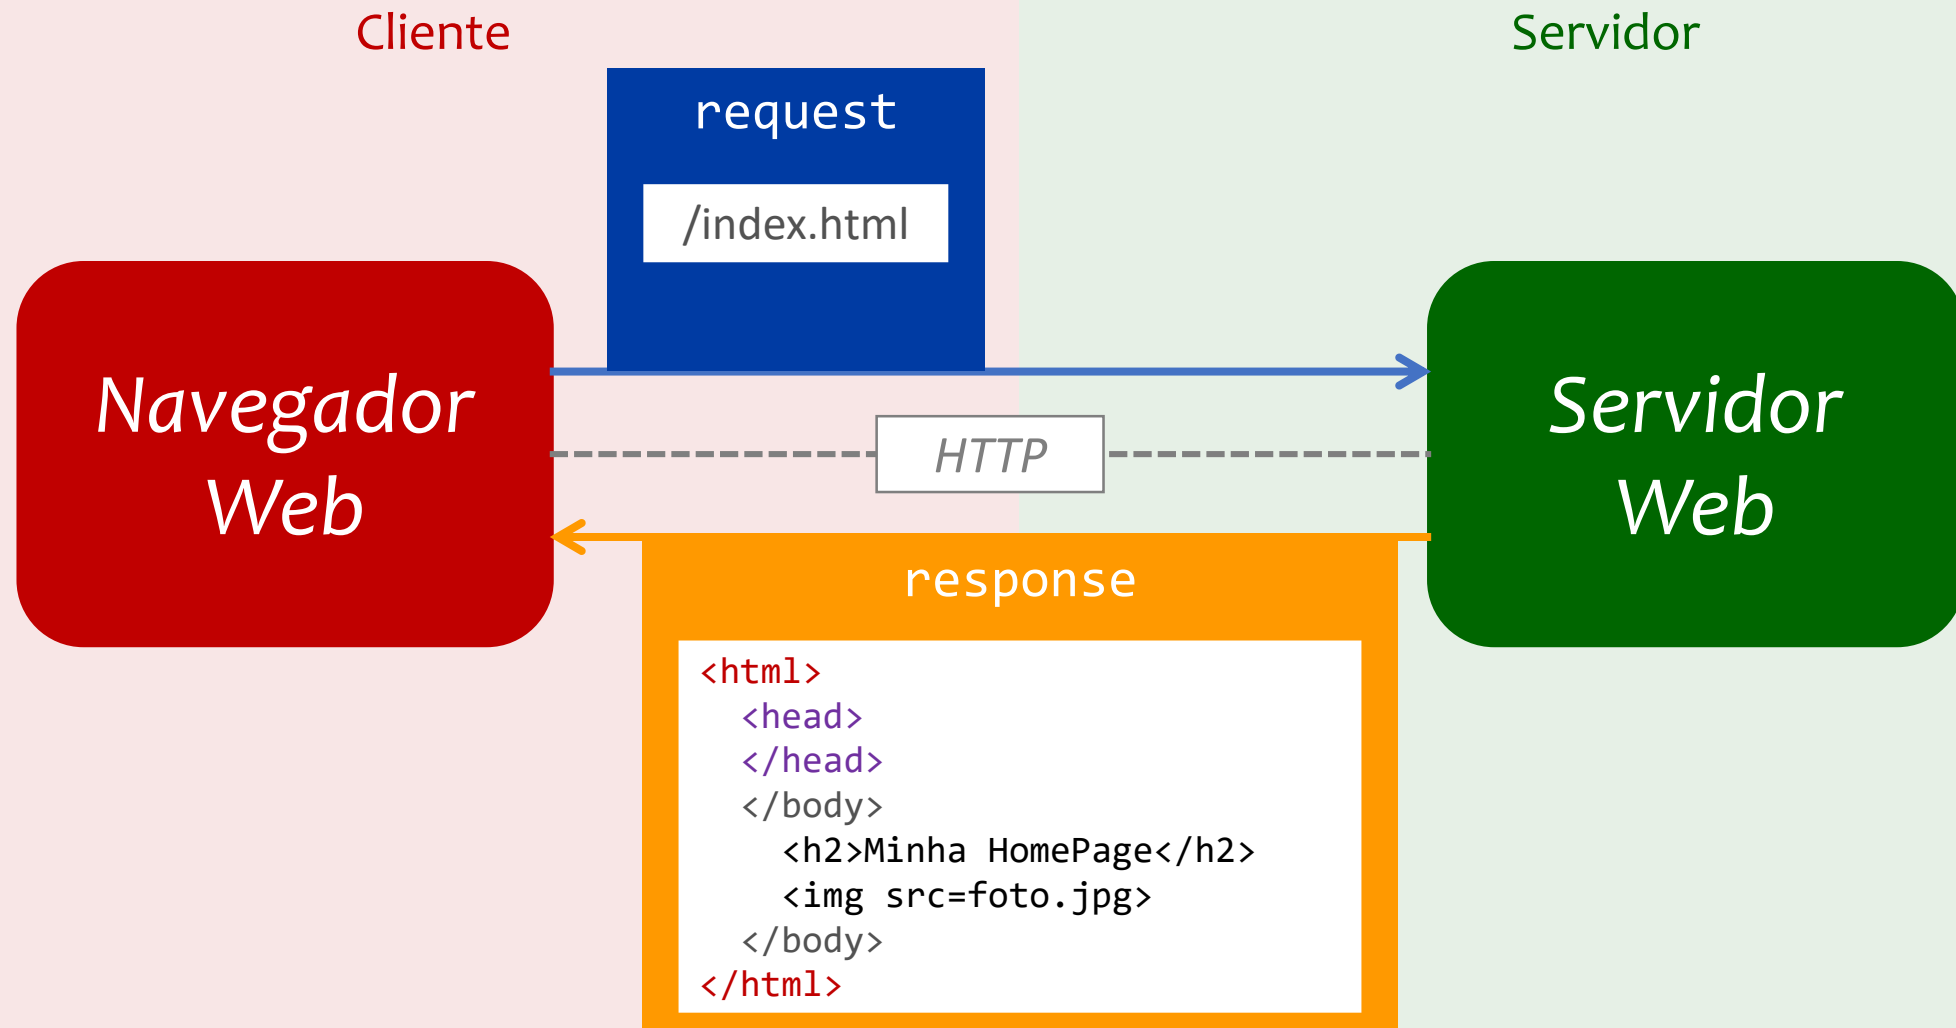 Cliente
Servidor
request
/index.html
Navegador
Web
HTTP
Servidor
Web
response
<html>
  <head>
  </head>
  </body>
    <h2>Minha HomePage</h2>
    <img src=foto.jpg>
  </body>
</html>